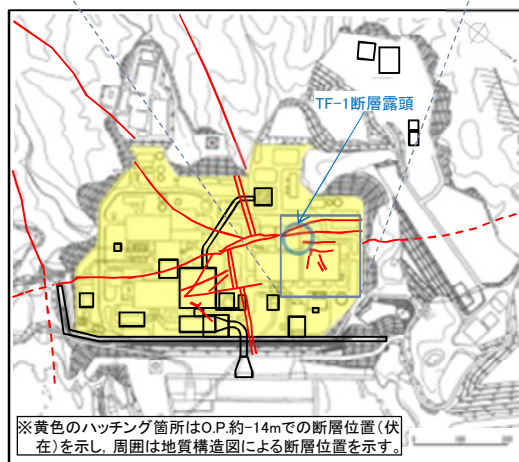 TF-1断層露頭
※黄色のハッチング箇所はO.P.約-14mでの断層位置(伏
在)を示し,周囲は地質構造図による断層位置を示す。